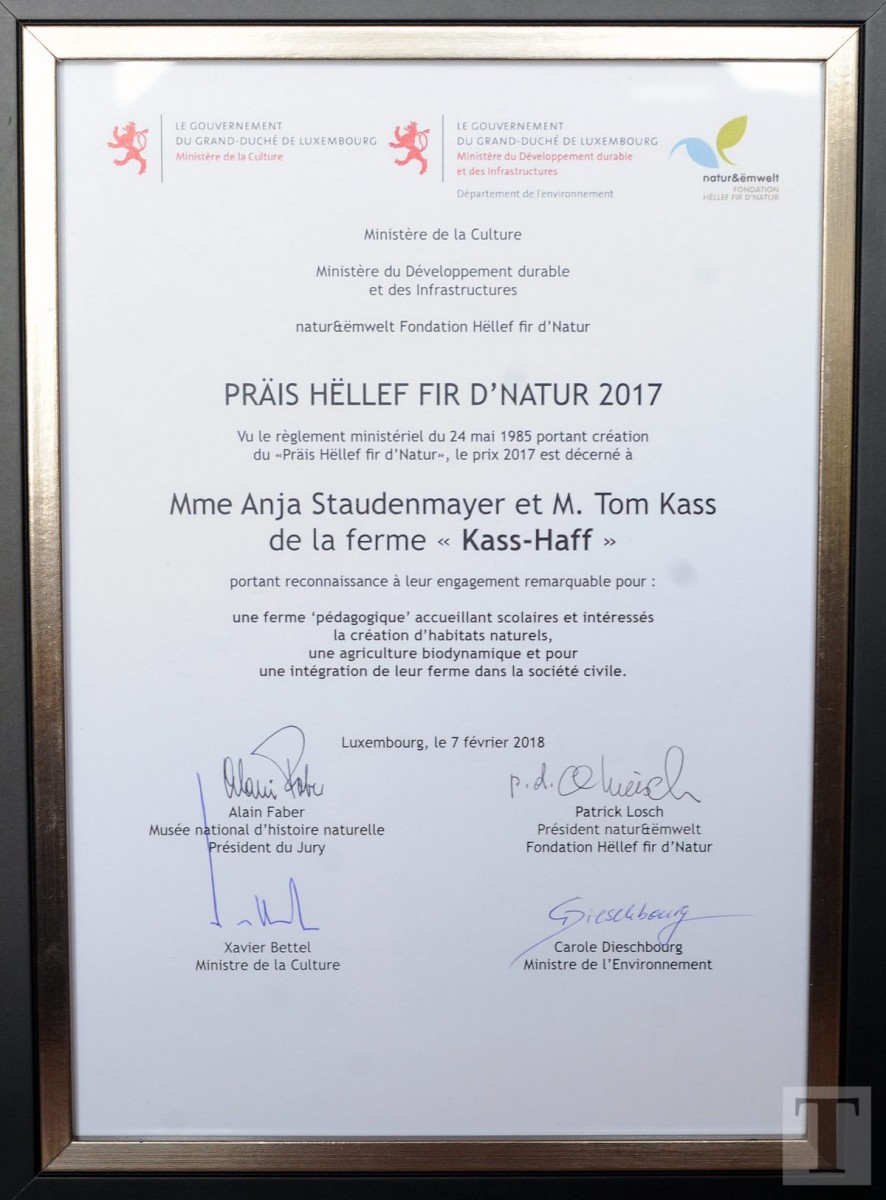 LE GOUVERNEMENT
DU GRAND-DUCHÉ DE LUXEMBOURG
Ministère de la Culture
LE GOUVERNEMENT
DU GRAND-DUCHÉ DE LUXEMBOURG
Ministère du Développement durable
et des Infrastructures
Département de l'environnement
natur&ëmwelt
FONDATION
HËLLEF FIR D'NATUR
Ministère de la Culture
Ministère du Développement durable
et des Infrastructures
natur&ëmwelt Fondation Hëllef fir d'Natur
PRÄIS HËLLEF FIR D'NATUR 2017
Vu le règlement ministériel du 24 mai 1985 portant création
du «Präis Hëllef fir d'Natur», le prix 2017 est décerné à
Mme Anja Staudenmayer et M. Tom Kass
de la ferme « Kass-Haff »
portant reconnaissance à leur engagement remarquable pour :
une ferme 'pédagogique' accueillant scolaires et intéressés
la création d'habitats naturels,
une agriculture biodynamique et pour
une intégration de leur ferme dans la société civile.
Luxembourg, le 7 février 2018
Alain Faber
Alain Faber
Musée national d'histoire naturelle
Président du Jury
p.d.
Patrick Losch
Président natur&ëmwelt
Fondation Hëllef fir d'Natur
Xavier Bettel
Ministre de la Culture
CDieschbourg
Carole Dieschbourg
Ministre de l'Environnement
T